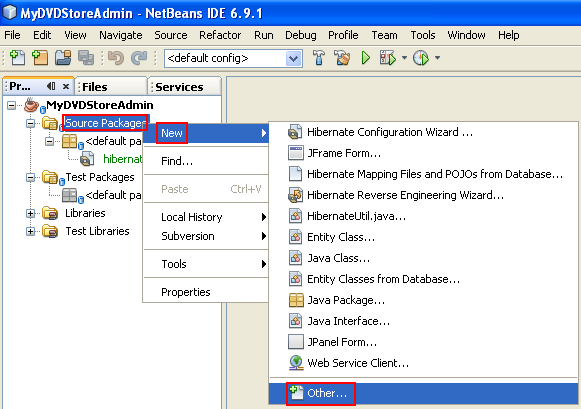 MyDVDStoreAdmin - NetBeans IDE 6.9.1
File Edit View Navigate Source Refactor Run Debug Profile Team Tools Window Help
<default config>
Pr... Files Services
MyDVDStoreAdmin
Source Packages
<default pa
hibernat
Test Packages
<default pa
Libraries
Test Libraries
New
Find...
Paste Ctrl+V
Local History
Subversion
Tools
Properties
Hibernate Configuration Wizard ...
JFrame Form...
Hibernate Mapping Files and POJOs from Database...
Hibernate Reverse Engineering Wizard...
HibernateUtil.java...
Entity Class...
Java Class...
Entity Classes from Database...
Java Package...
Java Interface...
JPanel Form...
Web Service Client...
Other...